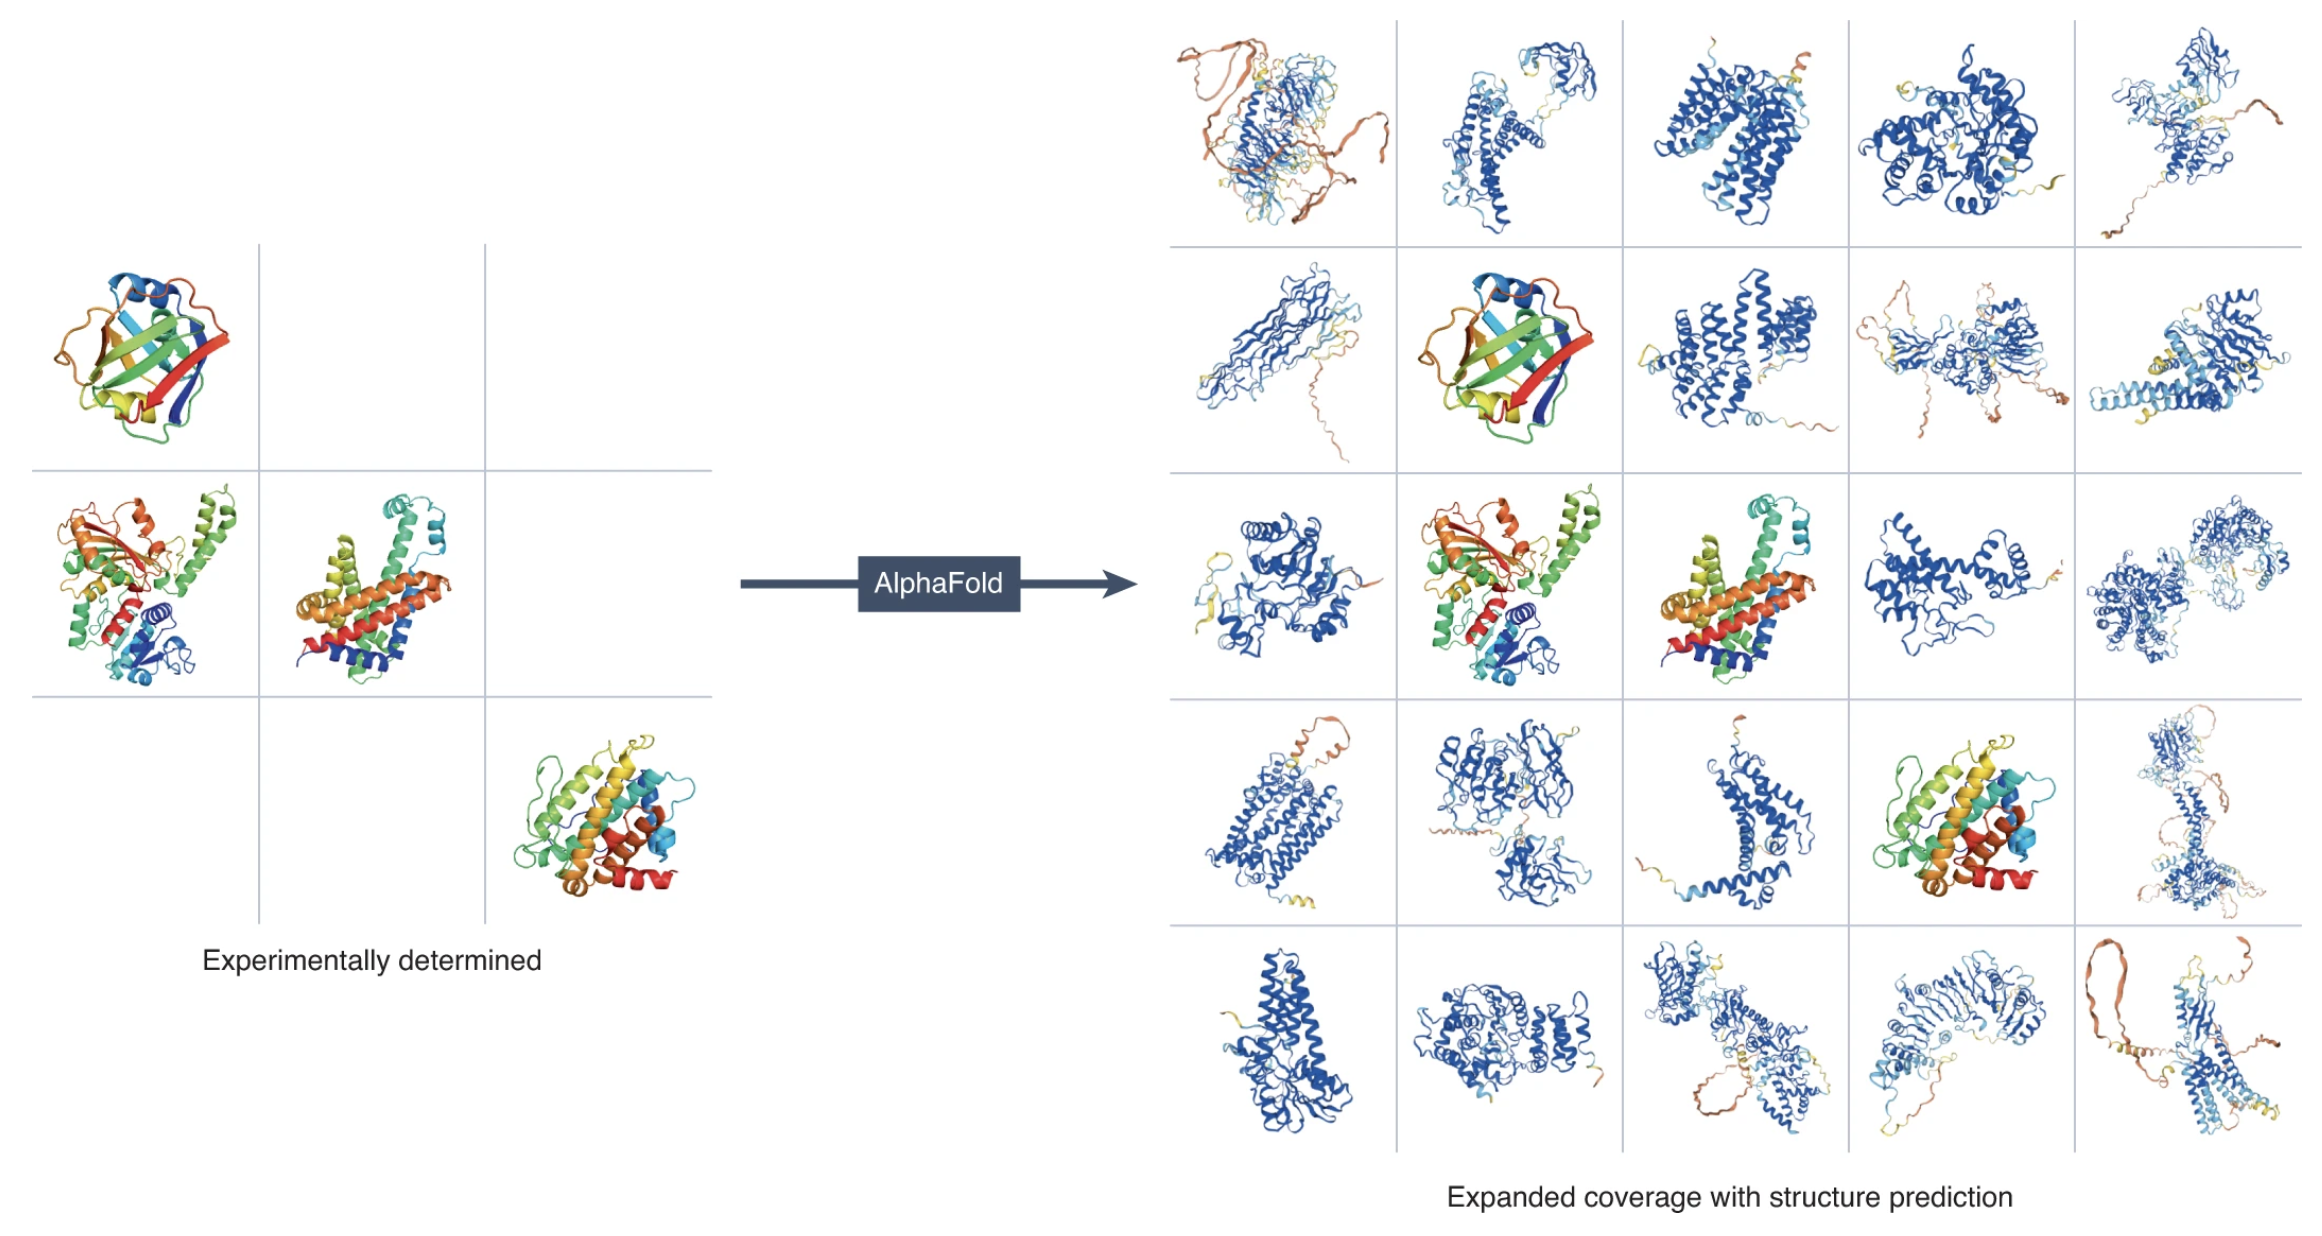 AlphaFold
Experimentally determined
Expanded coverage with structure prediction